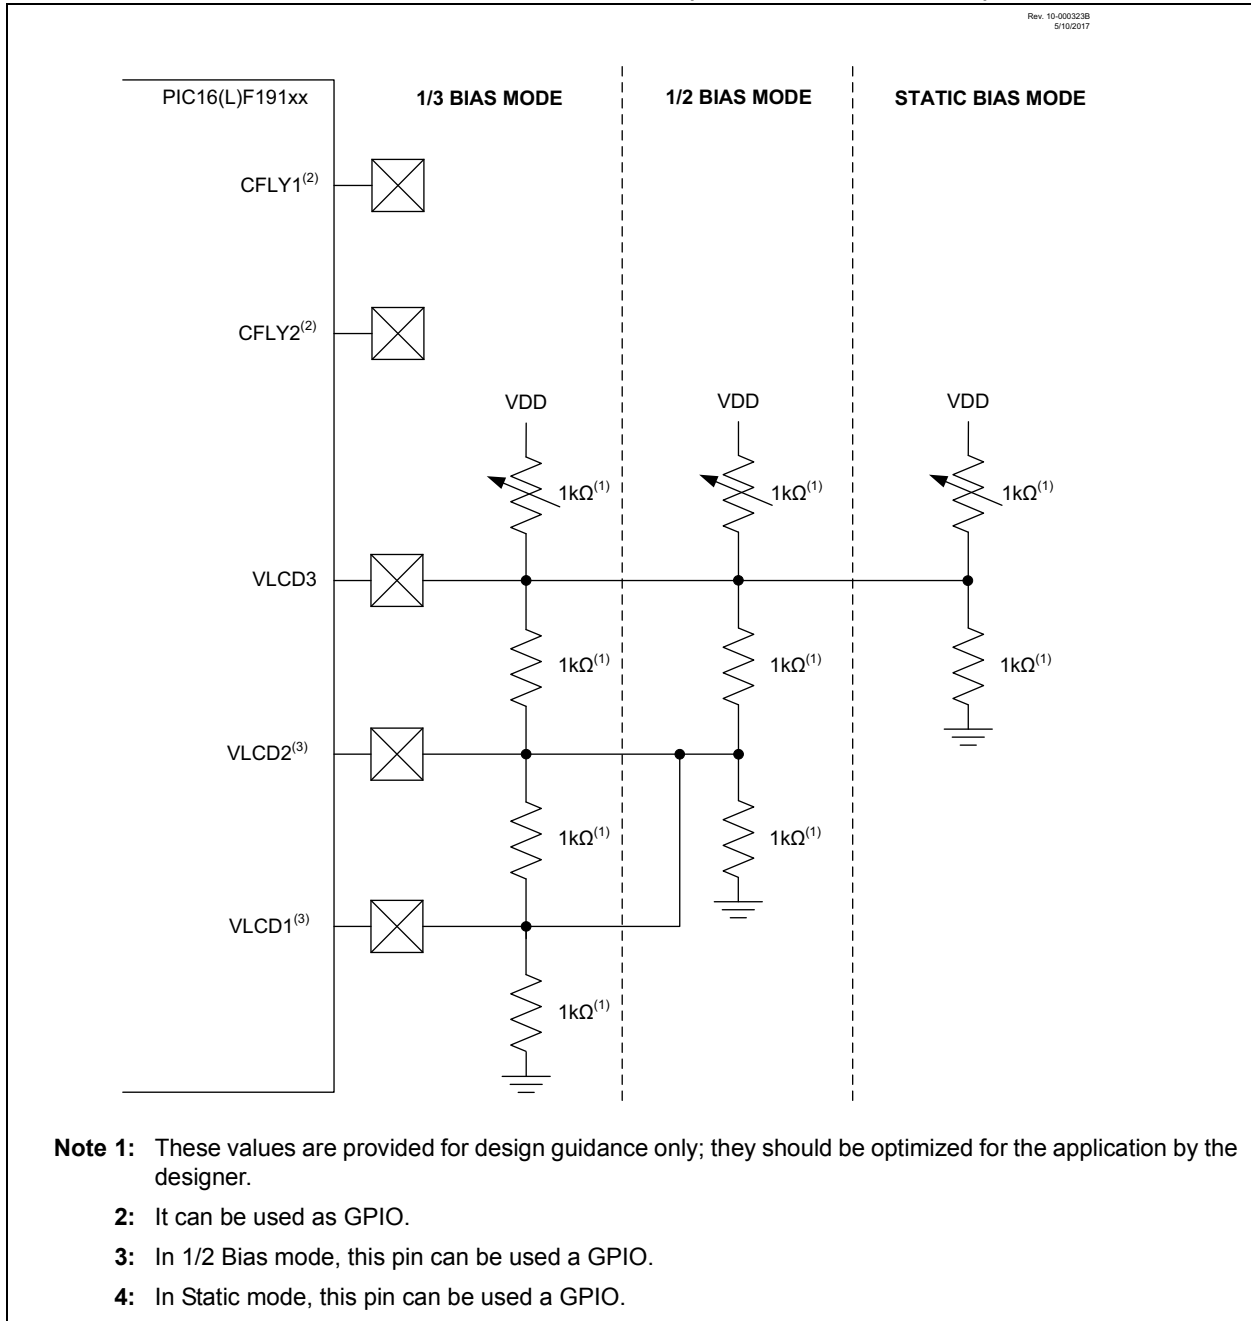 Rev. 10-000323B
5/10/2017
PIC16(L)F191xx
1/3 BIAS MODE
1/2 BIAS MODE
STATIC BIAS MODE
CFLY1(2)
CFLY2(2)
VDD
VDD
VDD
1kΩ(1)
1kΩ(1)
1kΩ(1)
VLCD3
1kΩ(1)
1kΩ(1)
1kΩ(1)
VLCD2(3)
1kΩ(1)
1kΩ(1)
VLCD1(3)
1kΩ(1)
Note 1: These values are provided for design guidance only; they should be optimized for the application by the
designer.
2: It can be used as GPIO.
3: In 1/2 Bias mode, this pin can be used a GPIO.
4: In Static mode, this pin can be used a GPIO.